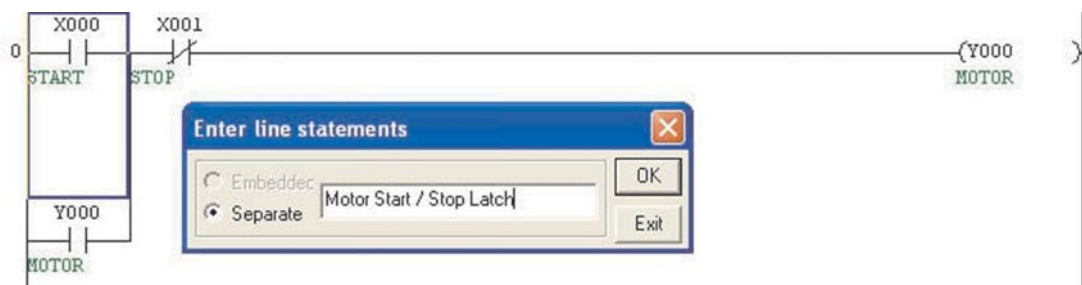 X000 X001
0 (Y000 )
START STOP MOTOR
Enter line statements
Embeddec
Motor Start / Stop Latch
Separate
OK
Exit
Y000
MOTOR